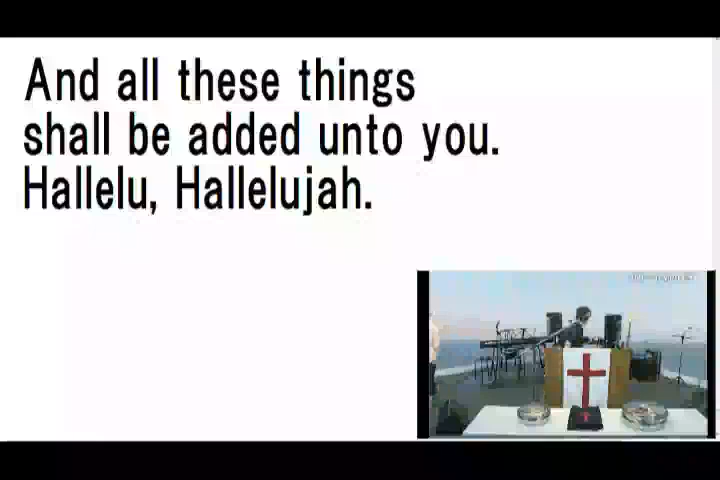 And all these things
shall be added unto you.
Hallelu, Hallelujah.